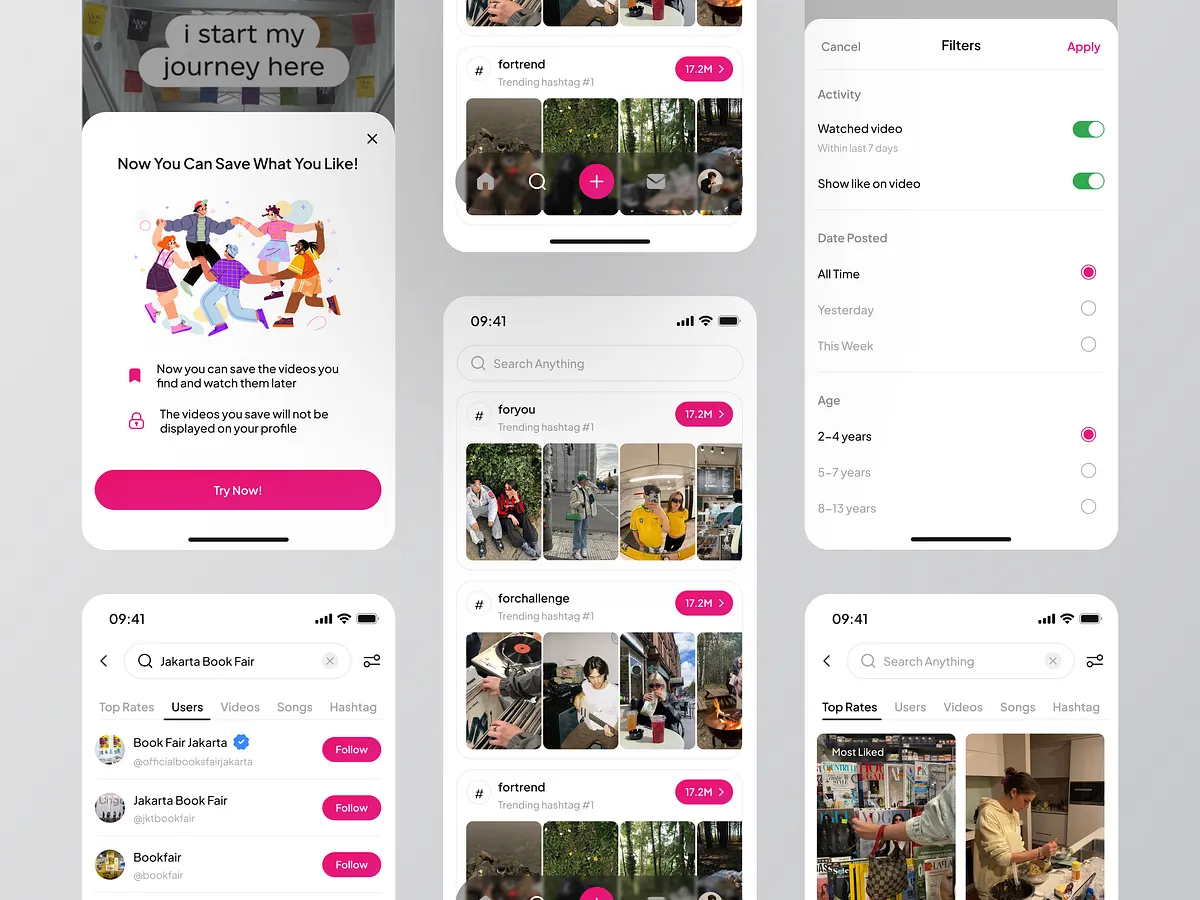 i start my
journey here
Now You Can Save What You Like!
Now you can save the videos you
find and watch them later
The videos you save will not be
displayed on your profile
Try Now!
09:41
Jakarta Book Fair
Top Rates
Users
Videos
Songs
Hashtag
Book Fair Jakarta
@officialbooksfairjakarta
Follow
Jakarta Book Fair
@jktbookfair
Follow
Bookfair
@bookfair
Follow
#
fortrend
Trending hashtag #1
17.2M
09:41
Search Anything
#
foryou
Trending hashtag #1
17.2M
#
forchallenge
Trending hashtag #1
17.2M
#
fortrend
Trending hashtag #1
17.2M
Cancel
Filters
Apply
Activity
Watched video
Within last 7 days
Show like on video
Date Posted
All Time
Yesterday
This Week
Age
2-4 years
5-7 years
8-13 years
09:41
Search Anything
Top Rates
Users
Videos
Songs
Hashtag
Most Liked